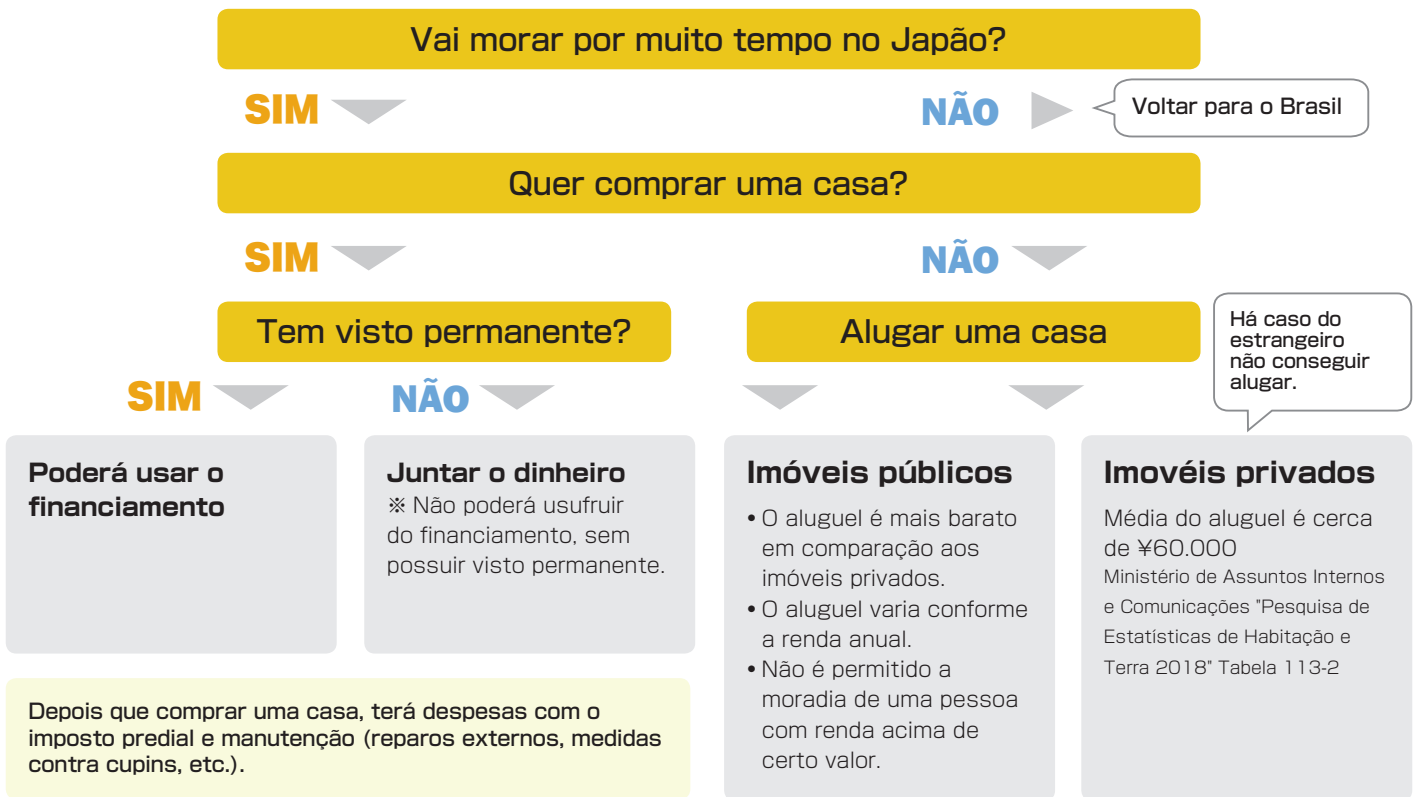 Vai morar por muito tempo no Japão?
SIM
NÃO
Voltar para o Brasil
Quer comprar uma casa?
SIM
NÃO
Tem visto permanente?
Alugar uma casa
Há caso do
estrangeiro
não conseguir
alugar.
SIM
NÃO
Poderá usar o
financiamento
Juntar o dinheiro
※ Não poderá usufruir
do financiamento, sem
possuir visto permanente.
Depois que comprar uma casa, terá despesas com o
imposto predial e manutenção (reparos externos, medidas
contra cupins, etc.).
Imóveis públicos
• O aluguel é mais barato
em comparação aos
imóveis privados.
• O aluguel varia conforme
a renda anual.
• Não é permitido a
moradia de uma pessoa
com renda acima de
certo valor.
Imovéis privados
Média do aluguel é cerca
de ¥60.000
Ministério de Assuntos Internos
e Comunicações "Pesquisa de
Estatísticas de Habitação e
Terra 2018" Tabela 113-2